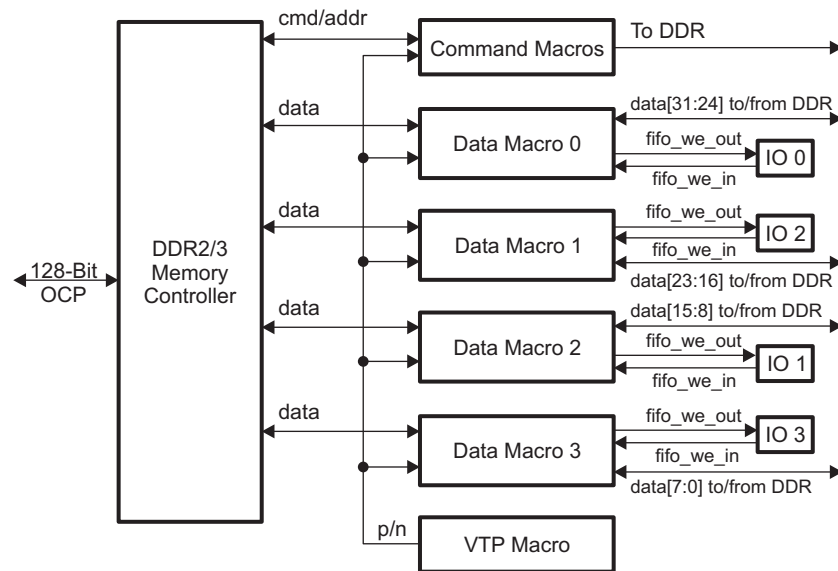 cmd/addr
Command Macros
To DDR
data
Data Macro 0
data[31:24] to/from DDR
fifo_we_out
IO 0
fifo_we_in
data
Data Macro 1
fifo_we_out
IO 2
fifo_we_in
data[23:16] to/from DDR
128-Bit
OCP
DDR2/3
Memory
Controller
data
Data Macro 2
data[15:8] to/from DDR
fifo_we_out
IO 1
fifo_we_in
data
Data Macro 3
fifo_we_out
IO 3
fifo_we_in
data[7:0] to/from DDR
p/n
VTP Macro